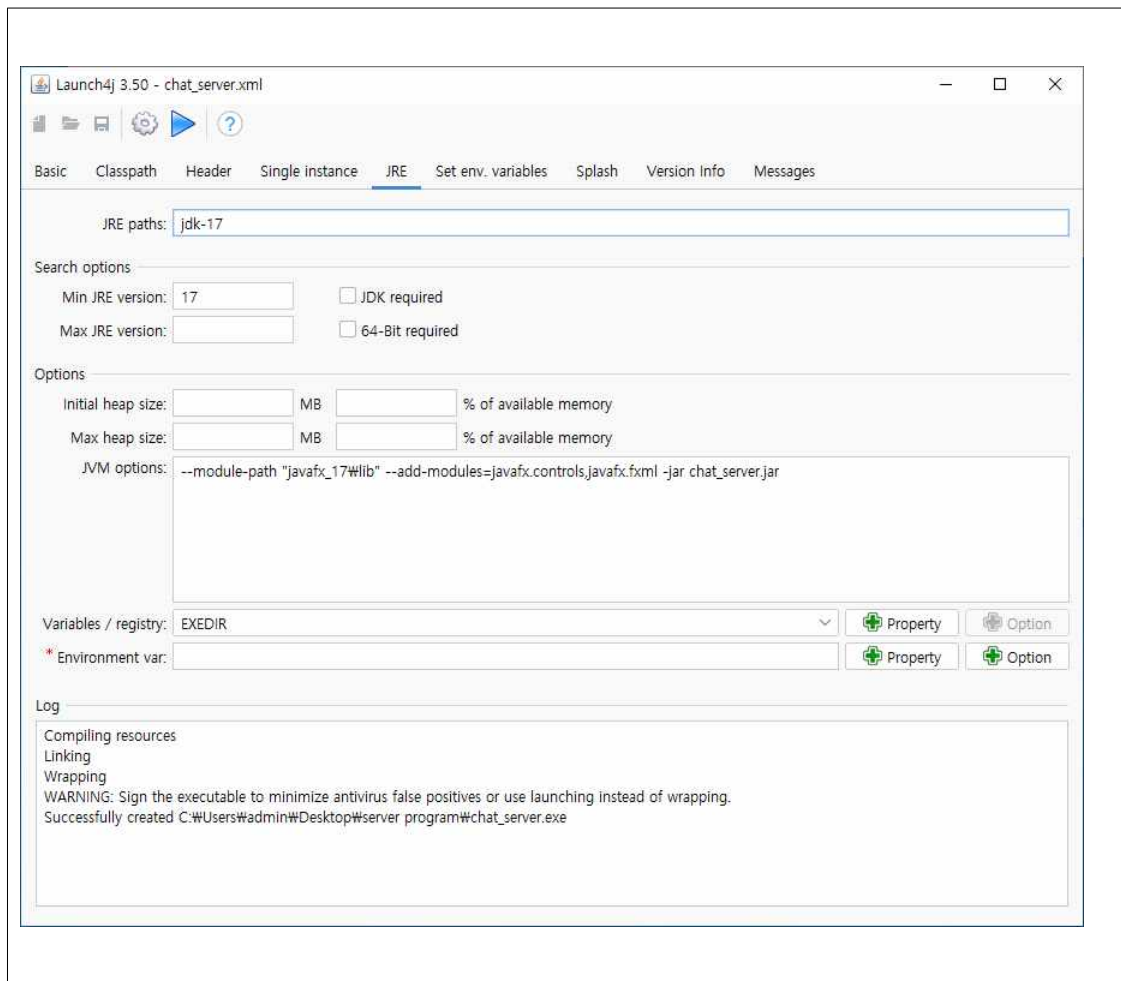 Launch4j 3.50 - chat_server.xml
?
Basic Classpath Header Single instance JRE Set env. variables Splash Version Info Messages
JRE paths: jdk-17
Search options
Min JRE version: 17 JDK required
Max JRE version: 64-Bit required
Options
Initial heap size: MB % of available memory
Max heap size: MB % of available memory
JVM options: --module-path "javafx_17₩lib" --add-modules=javafx.controls,javafx.fxml -jar chat_server.jar
Variables / registry: EXEDIR Property Option
* Environment var: Property Option
Log
Compiling resources
Linking
Wrapping
WARNING: Sign the executable to minimize antivirus false positives or use launching instead of wrapping.
Successfully created C:₩Users₩admin₩Desktop₩server program₩chat_server.exe